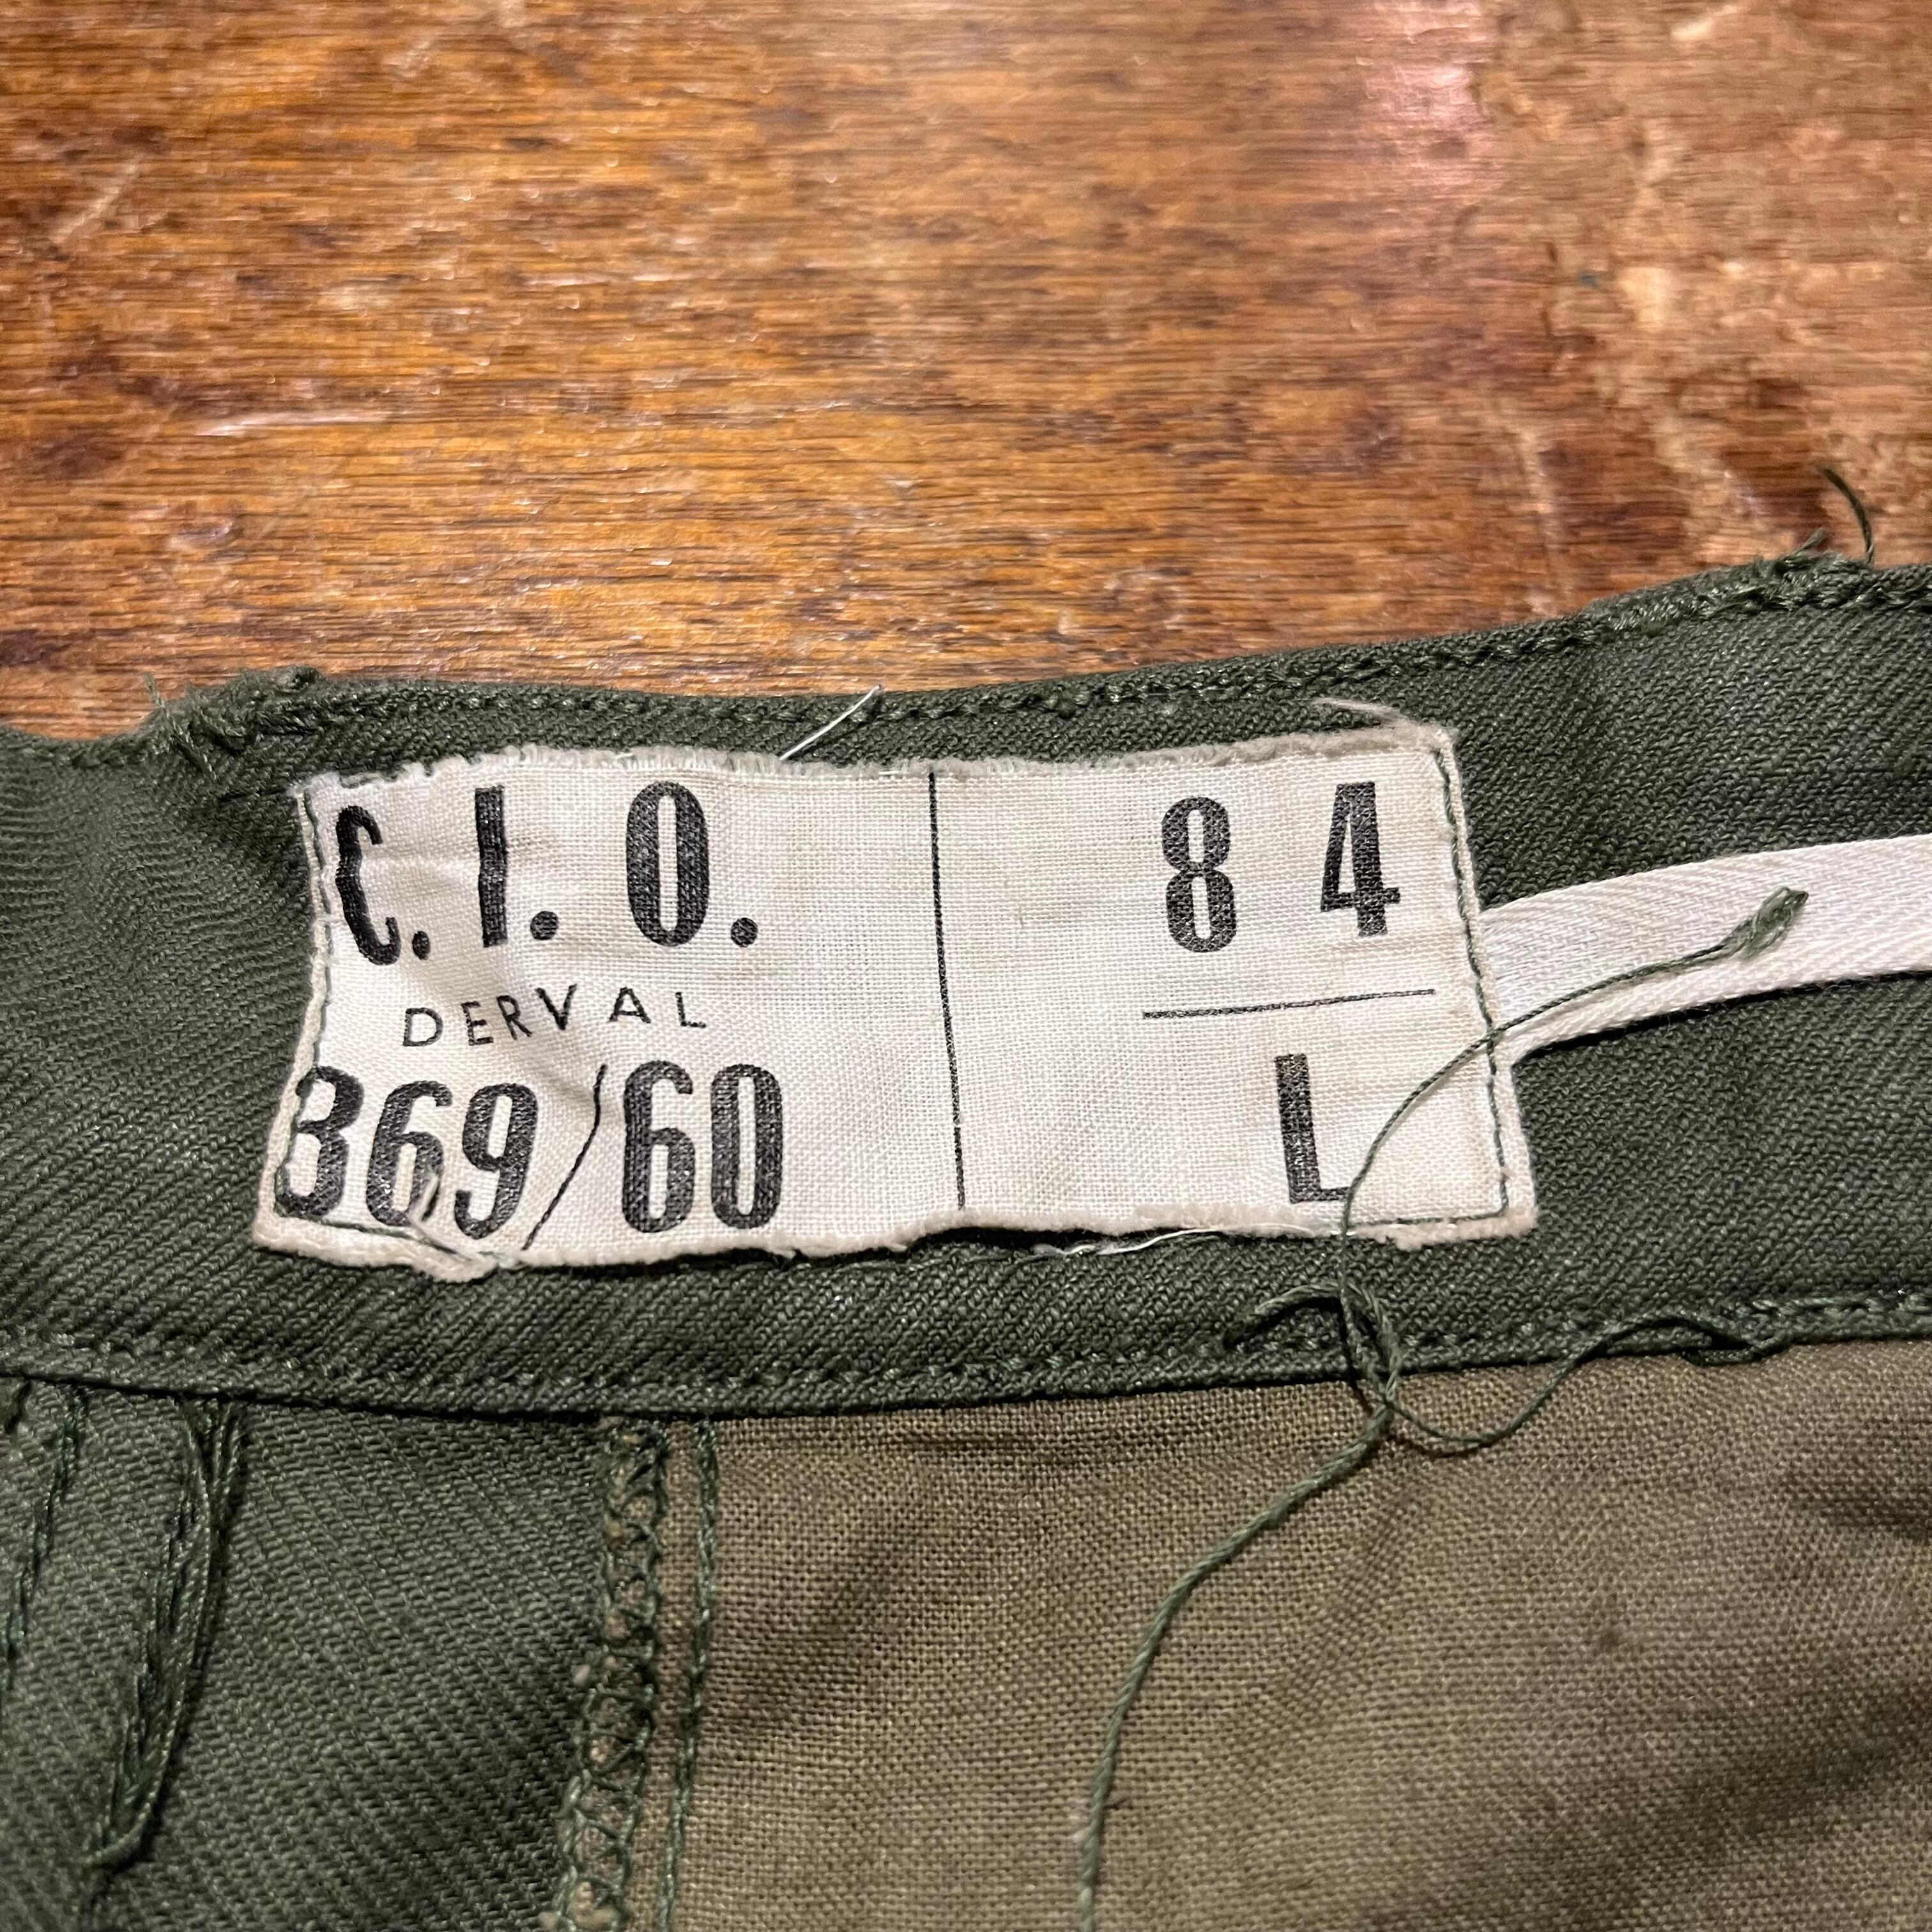 C. I. O.
DERVAL
369/60
84
L